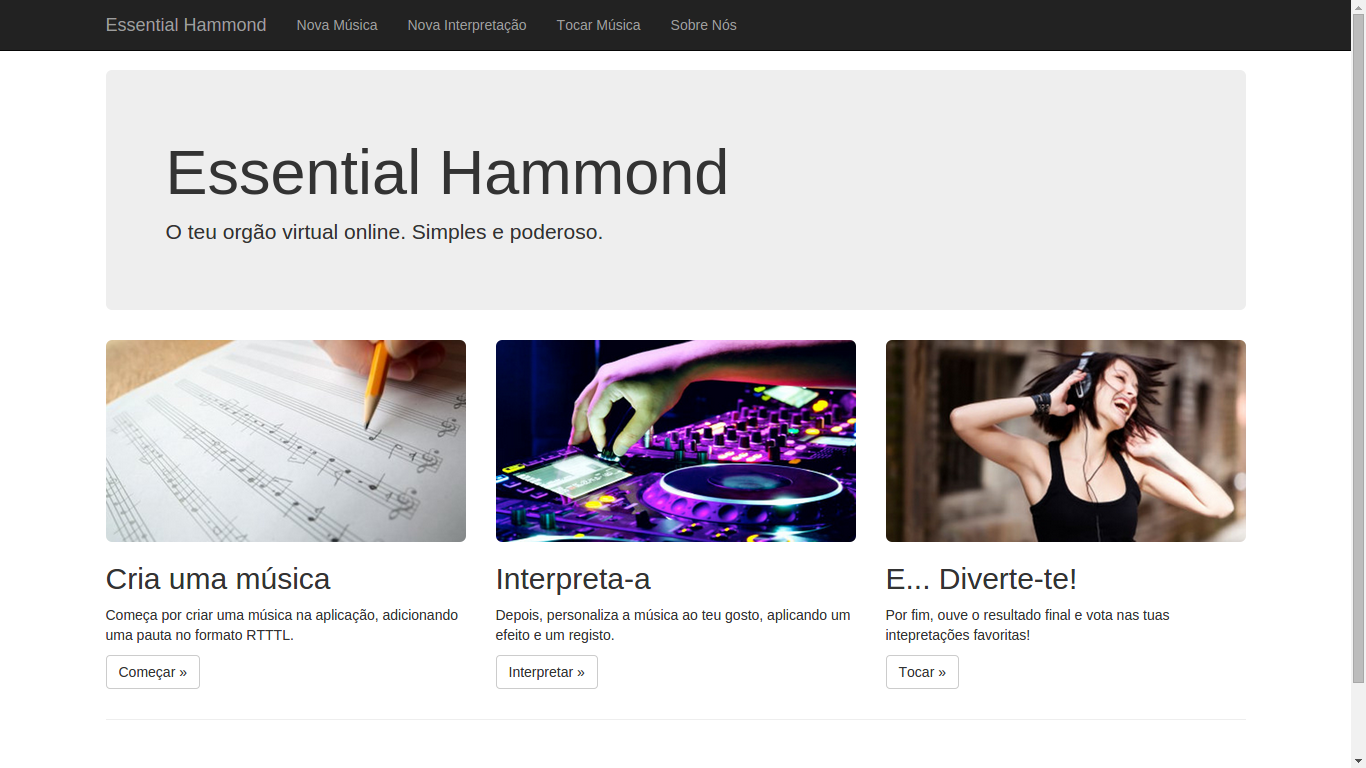 Essential Hammond Nova Música Nova Interpretação Tocar Música Sobre Nós
Essential Hammond
O teu orgão virtual online. Simples e poderoso.
Cria uma música
Começa por criar uma música na aplicação, adicionando
uma pauta no formato RTTTL.
Começar »
Interpreta-a
Depois, personaliza a música ao teu gosto, aplicando um
efeito e um registo.
Interpretar »
E... Diverte-te!
Por fim, ouve o resultado final e vota nas tuas
intepretações favoritas!
Tocar »